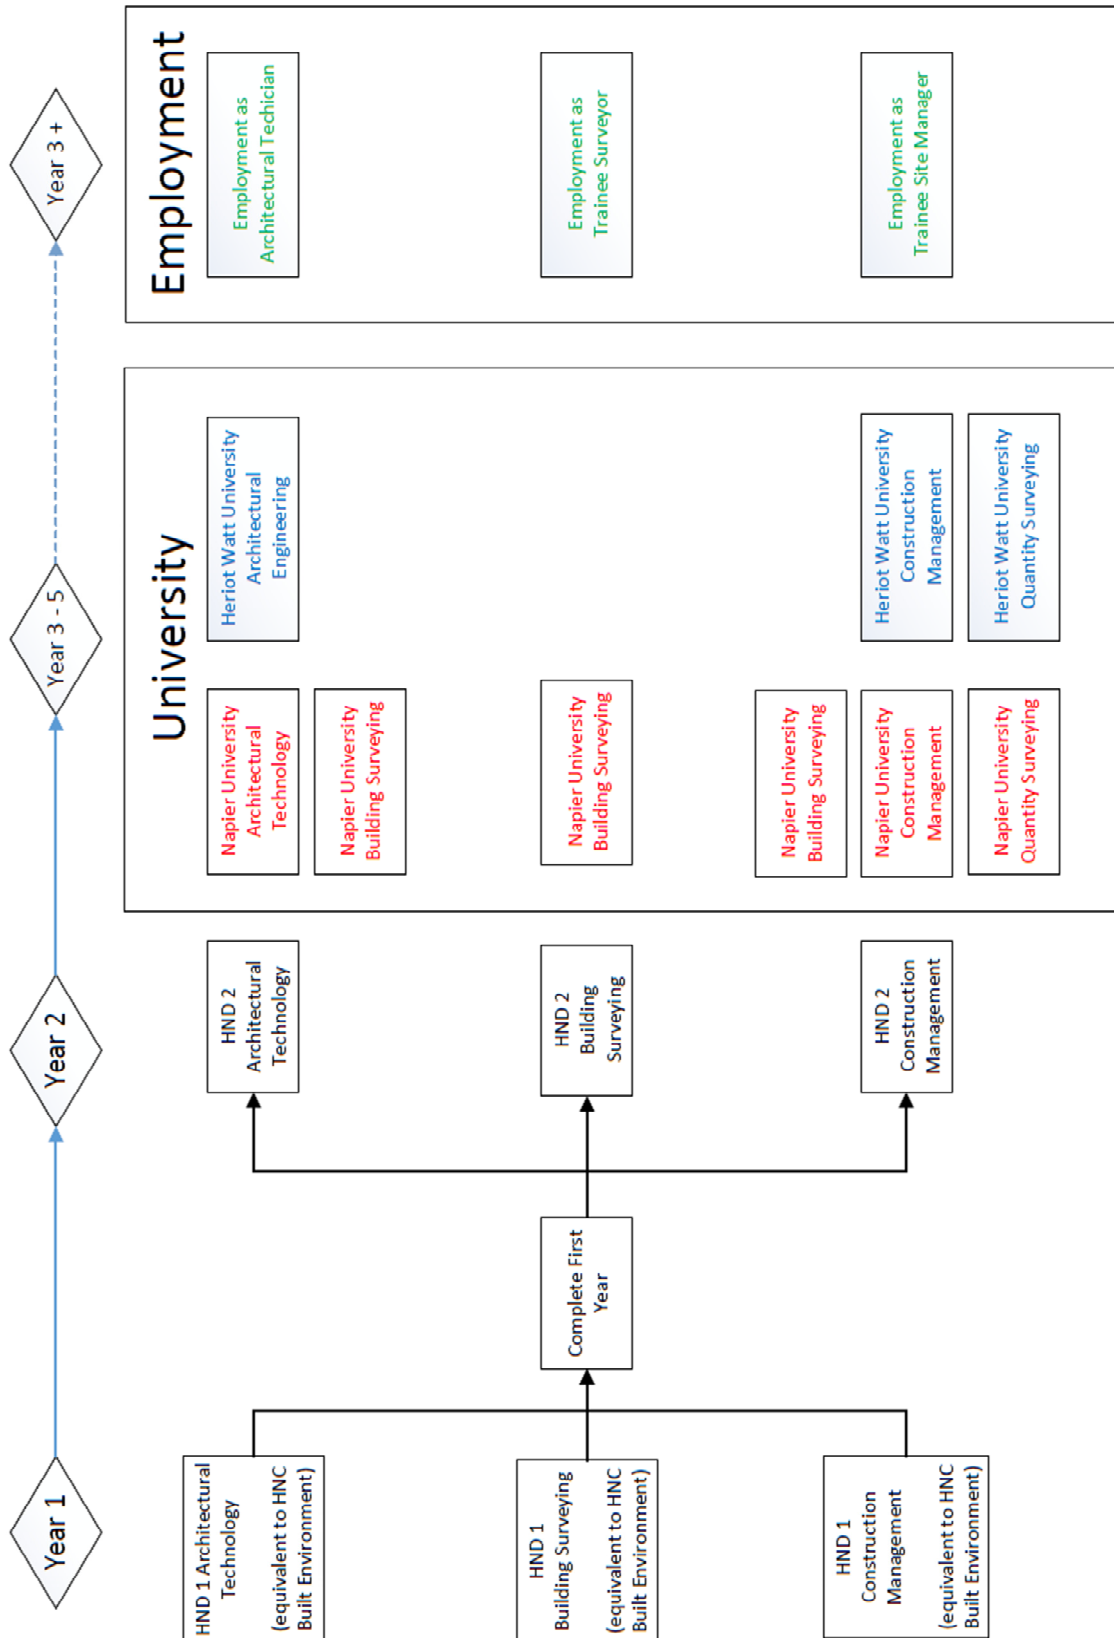 Year 1
Year 2
Year 3 - 5
Year 3 +
HND 1 Architectural
Technology
(equivalent to HNC
Built Environment)
HND 1
Building Surveying
(equivalent to HNC
Built Environment)
HND 1
Construction
Management
(equivalent to HNC
Built Environment)
Complete First
Year
HND 2
Architectural
Technology
HND 2
Building
Surveying
HND 2
Construction
Management
University
Napier University
Architectural
Technology
Heriot Watt University
Architectural
Engineering
Napier University
Building Surveying
Napier University
Building Surveying
Napier University
Building Surveying
Napier University
Construction
Management
Heriot Watt University
Construction
Management
Napier University
Quantity Surveying
Heriot Watt University
Quantity Surveying
Employment
Employment as
Architectural Techician
Employment as
Trainee Surveyor
Employment as
Trainee Site Manager